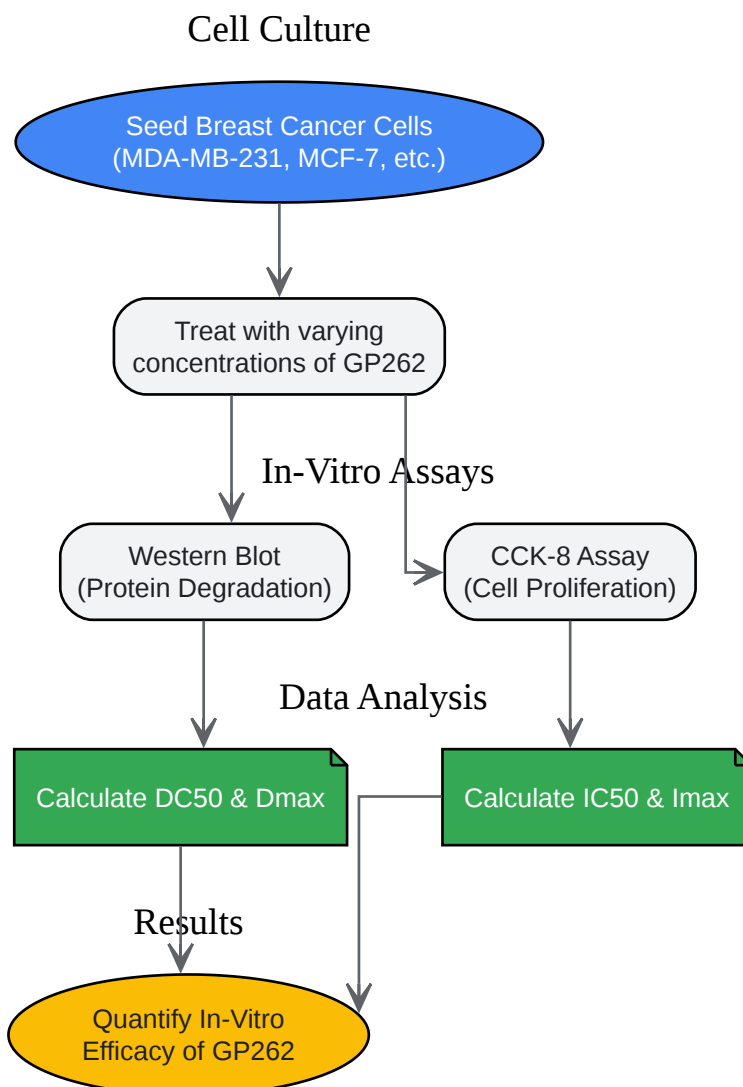 Cell Culture
Seed Breast Cancer Cells
(MDA-MB-231, MCF-7, etc.)
Treat with varying
concentrations of GP262
In-Vitro Assays
Western Blot
(Protein Degradation)
CCK-8 Assay
(Cell Proliferation)
Data Analysis
Calculate DC50 & Dmax
Calculate IC50 & Imax
Results
Quantify In-Vitro
Efficacy of GP262